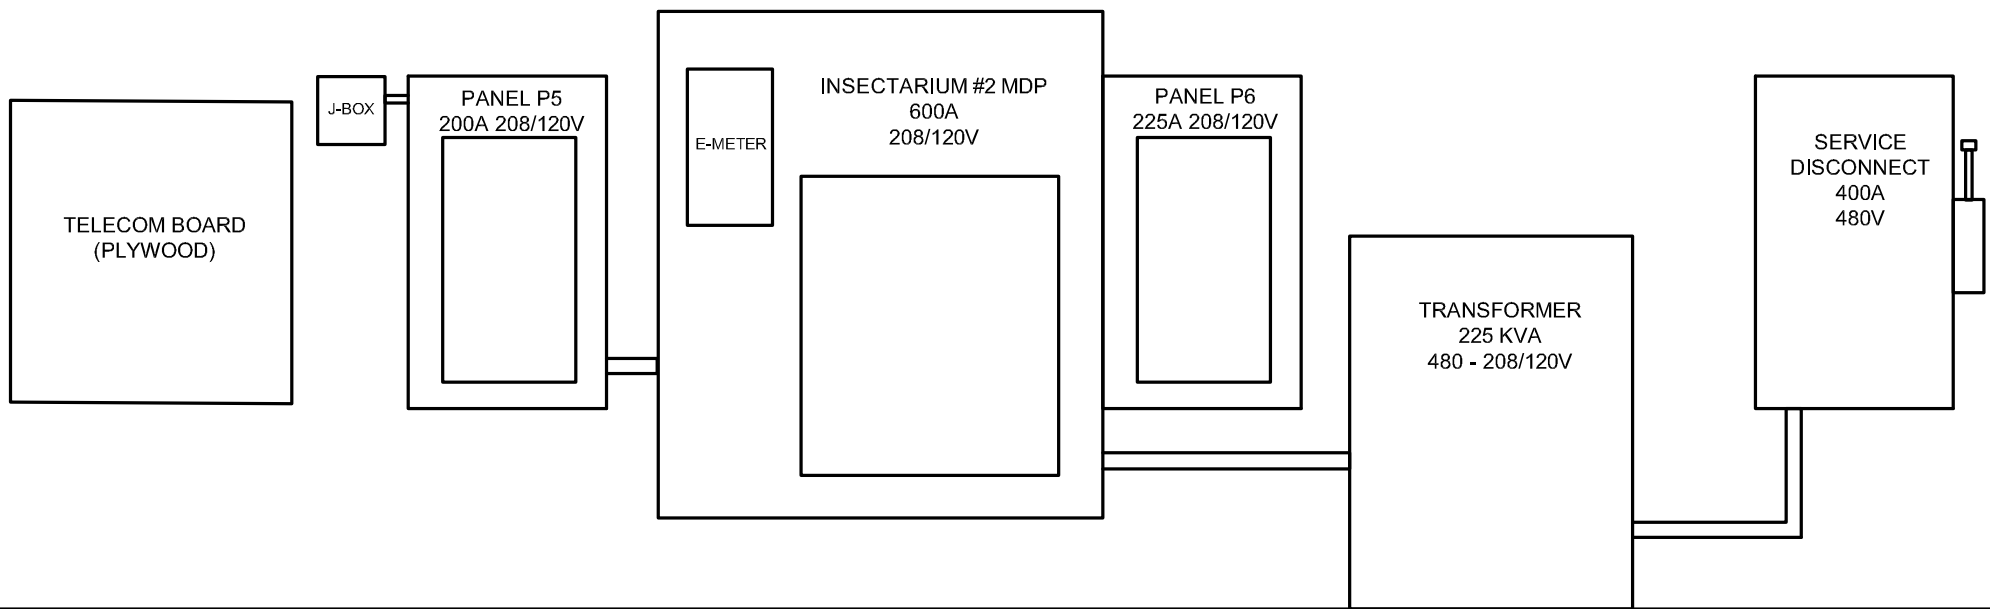 TELECOM BOARD
(PLYWOOD)
J-BOX
PANEL P5
200A 208/120V
E-METER
INSECTARIUM #2 MDP
600A
208/120V
PANEL P6
225A 208/120V
TRANSFORMER
225 KVA
480 - 208/120V
SERVICE
DISCONNECT
400A
480V